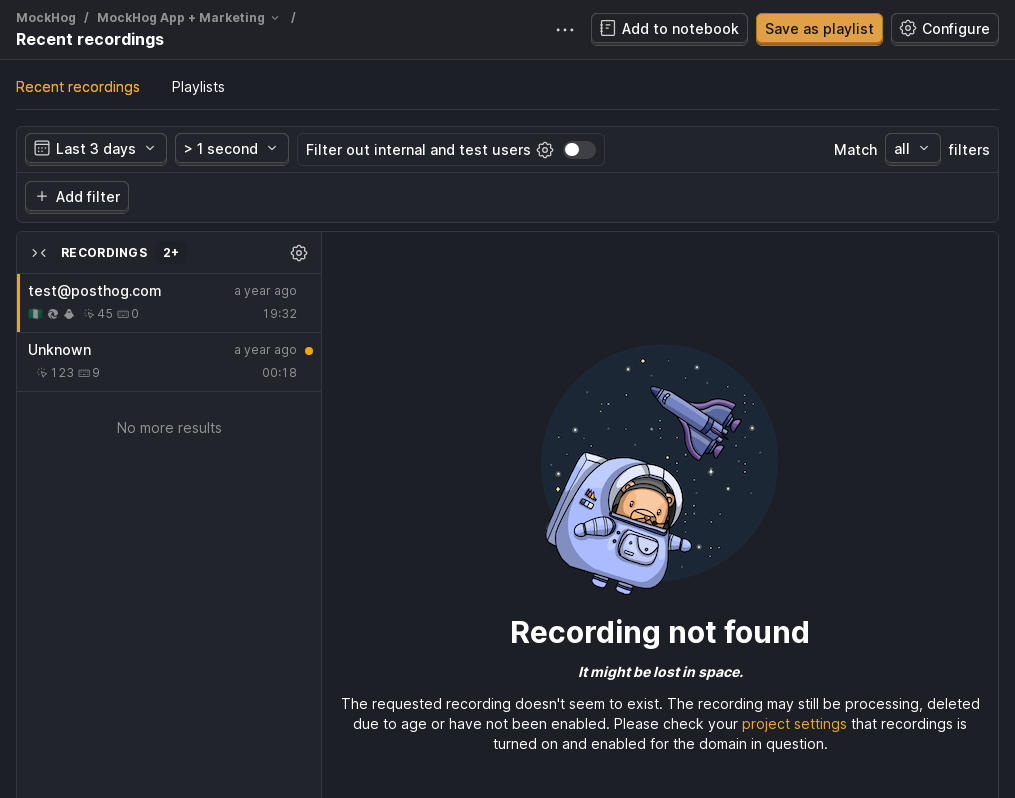 MockHog / MockHog App + Marketing /
Recent recordings
Add to notebook
Save as playlist
Configure
Recent recordings
Playlists
Last 3 days
> 1 second
Filter out internal and test users
Match all filters
Add filter
RECORDINGS 2+
test@posthog.com a year ago
45 0 19:32
Unknown a year ago
123 9 00:18
No more results
Recording not found
It might be lost in space.
The requested recording doesn't seem to exist. The recording may still be processing, deleted
due to age or have not been enabled. Please check your project settings that recordings is
turned on and enabled for the domain in question.